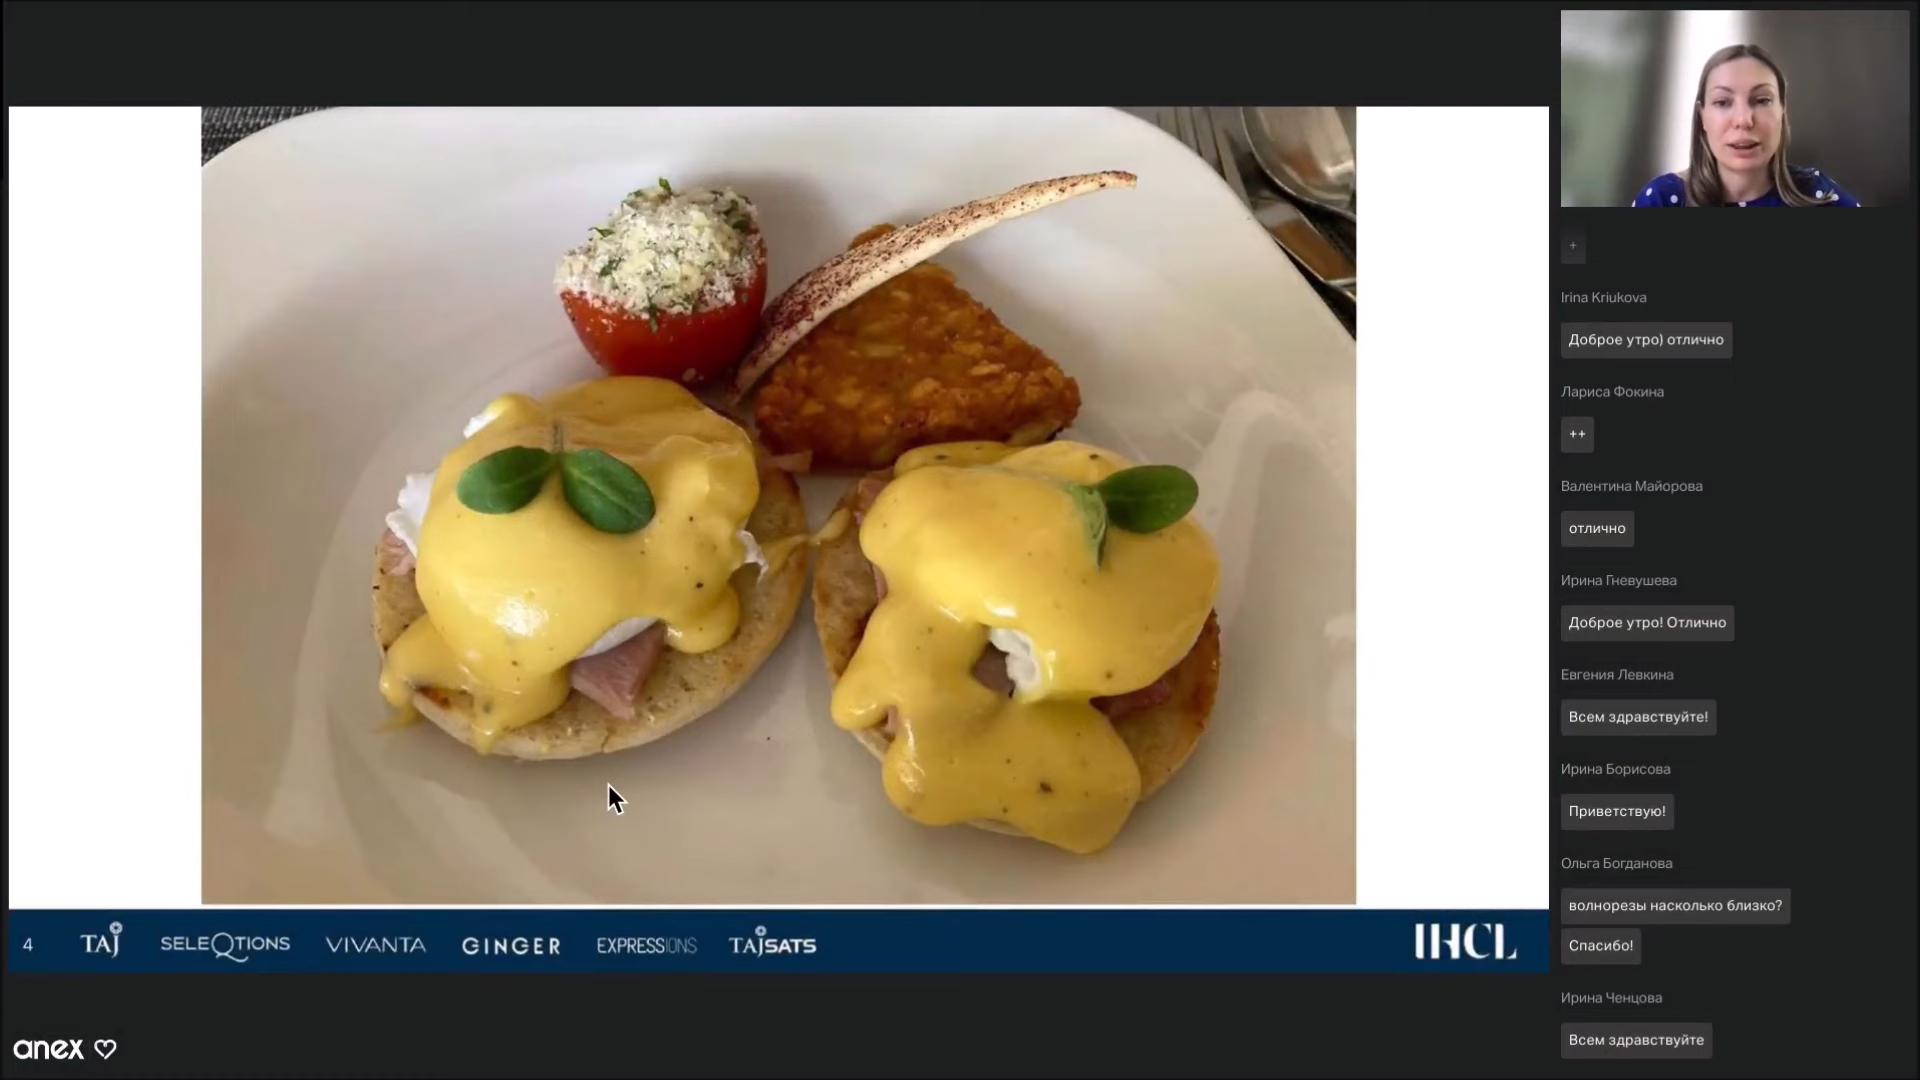 4
TAJ
SELEQTIONS
VIVANTA
GINGER
EXPRESSIONS
TAJSATS
IHCL
anex
+
Irina Kriukova
Доброе утро) отлично
Лариса Фокина
++
Валентина Майорова
отлично
Ирина Гневушева
Доброе утро! Отлично
Евгения Левкина
Всем здравствуйте!
Ирина Борисова
Приветствую!
Ольга Богданова
волнорезы насколько близко?
Спасибо!
Ирина Ченцова
Всем здравствуйте